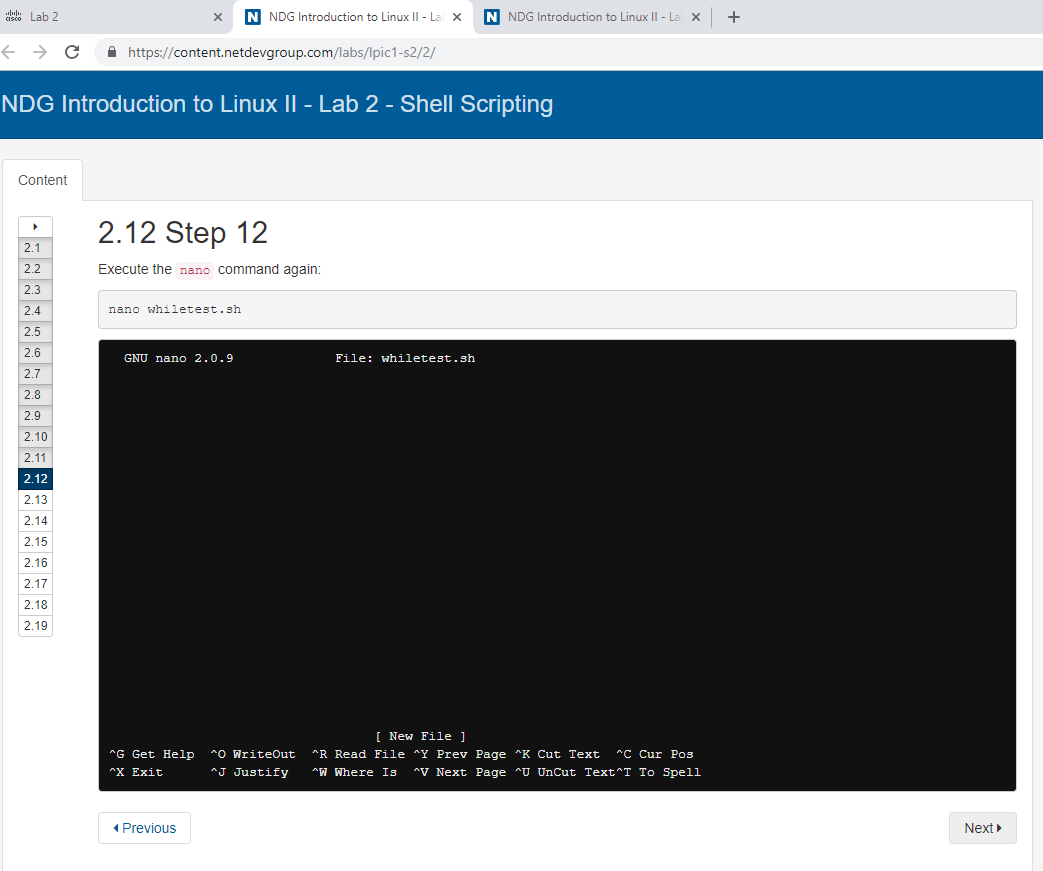 Lab 2
NDG Introduction to Linux II - La
NDG Introduction to Linux II - La
https://content.netdevgroup.com/labs/lpic1-s2/2/
NDG Introduction to Linux II - Lab 2 - Shell Scripting
Content
2.1
2.2
2.3
2.4
2.5
2.6
2.7
2.8
2.9
2.10
2.11
2.12
2.13
2.14
2.15
2.16
2.17
2.18
2.19
2.12 Step 12
Execute the nano command again:
nano whiletest.sh
GNU nano 2.0.9 File: whiletest.sh
[ New File ]
^G Get Help ^O WriteOut ^R Read File ^Y Prev Page ^K Cut Text ^C Cur Pos
^X Exit ^J Justify ^W Where Is ^V Next Page ^U UnCut Text^T To Spell
Previous
Next